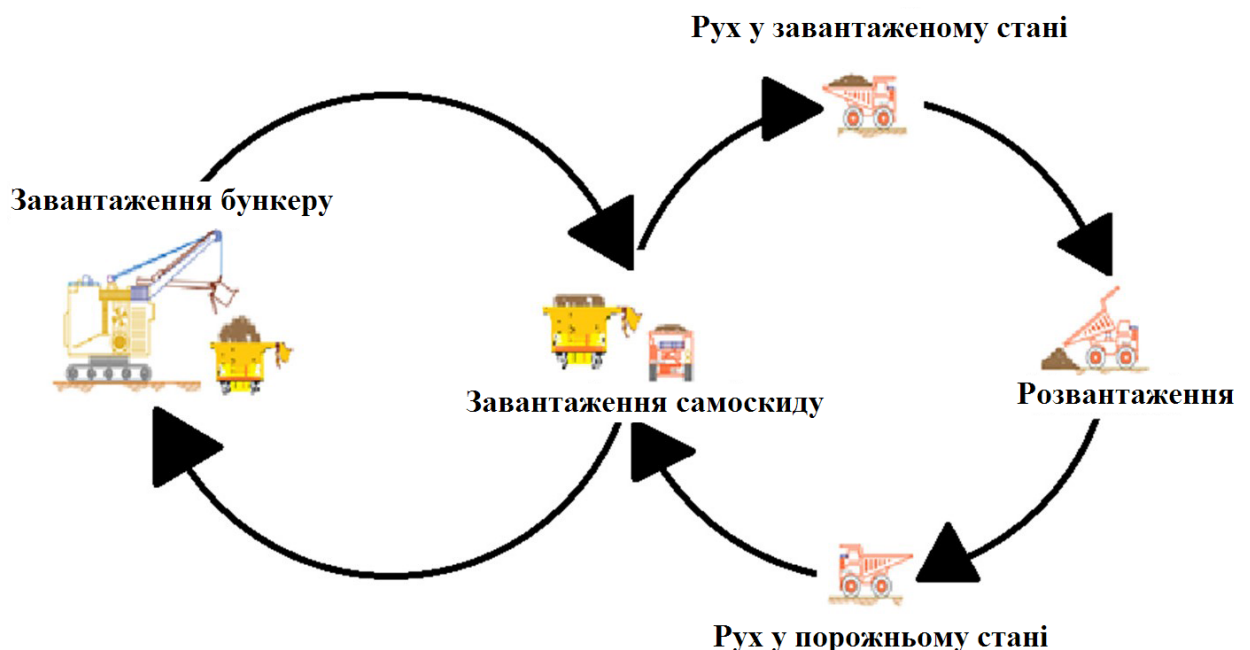 Рух у завантаженому стані
Завантаження бункеру
Завантаження самоскиду
Розвантаження
Рух у порожньому стані